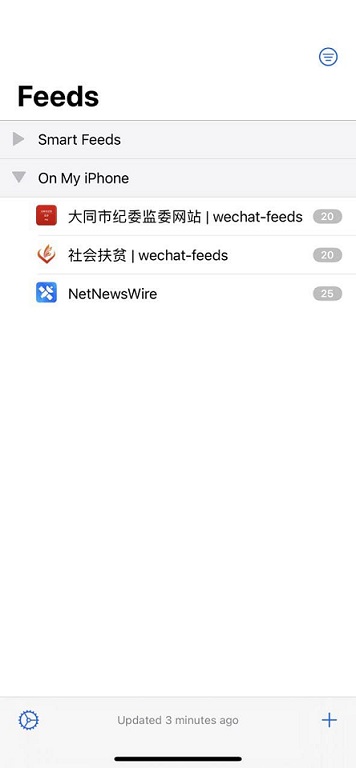 Feeds
Smart Feeds
On My iPhone
大同市纪委监委网站 | wechat-feeds 20
社会扶贫 | wechat-feeds 20
NetNewsWire 25
Updated 3 minutes ago